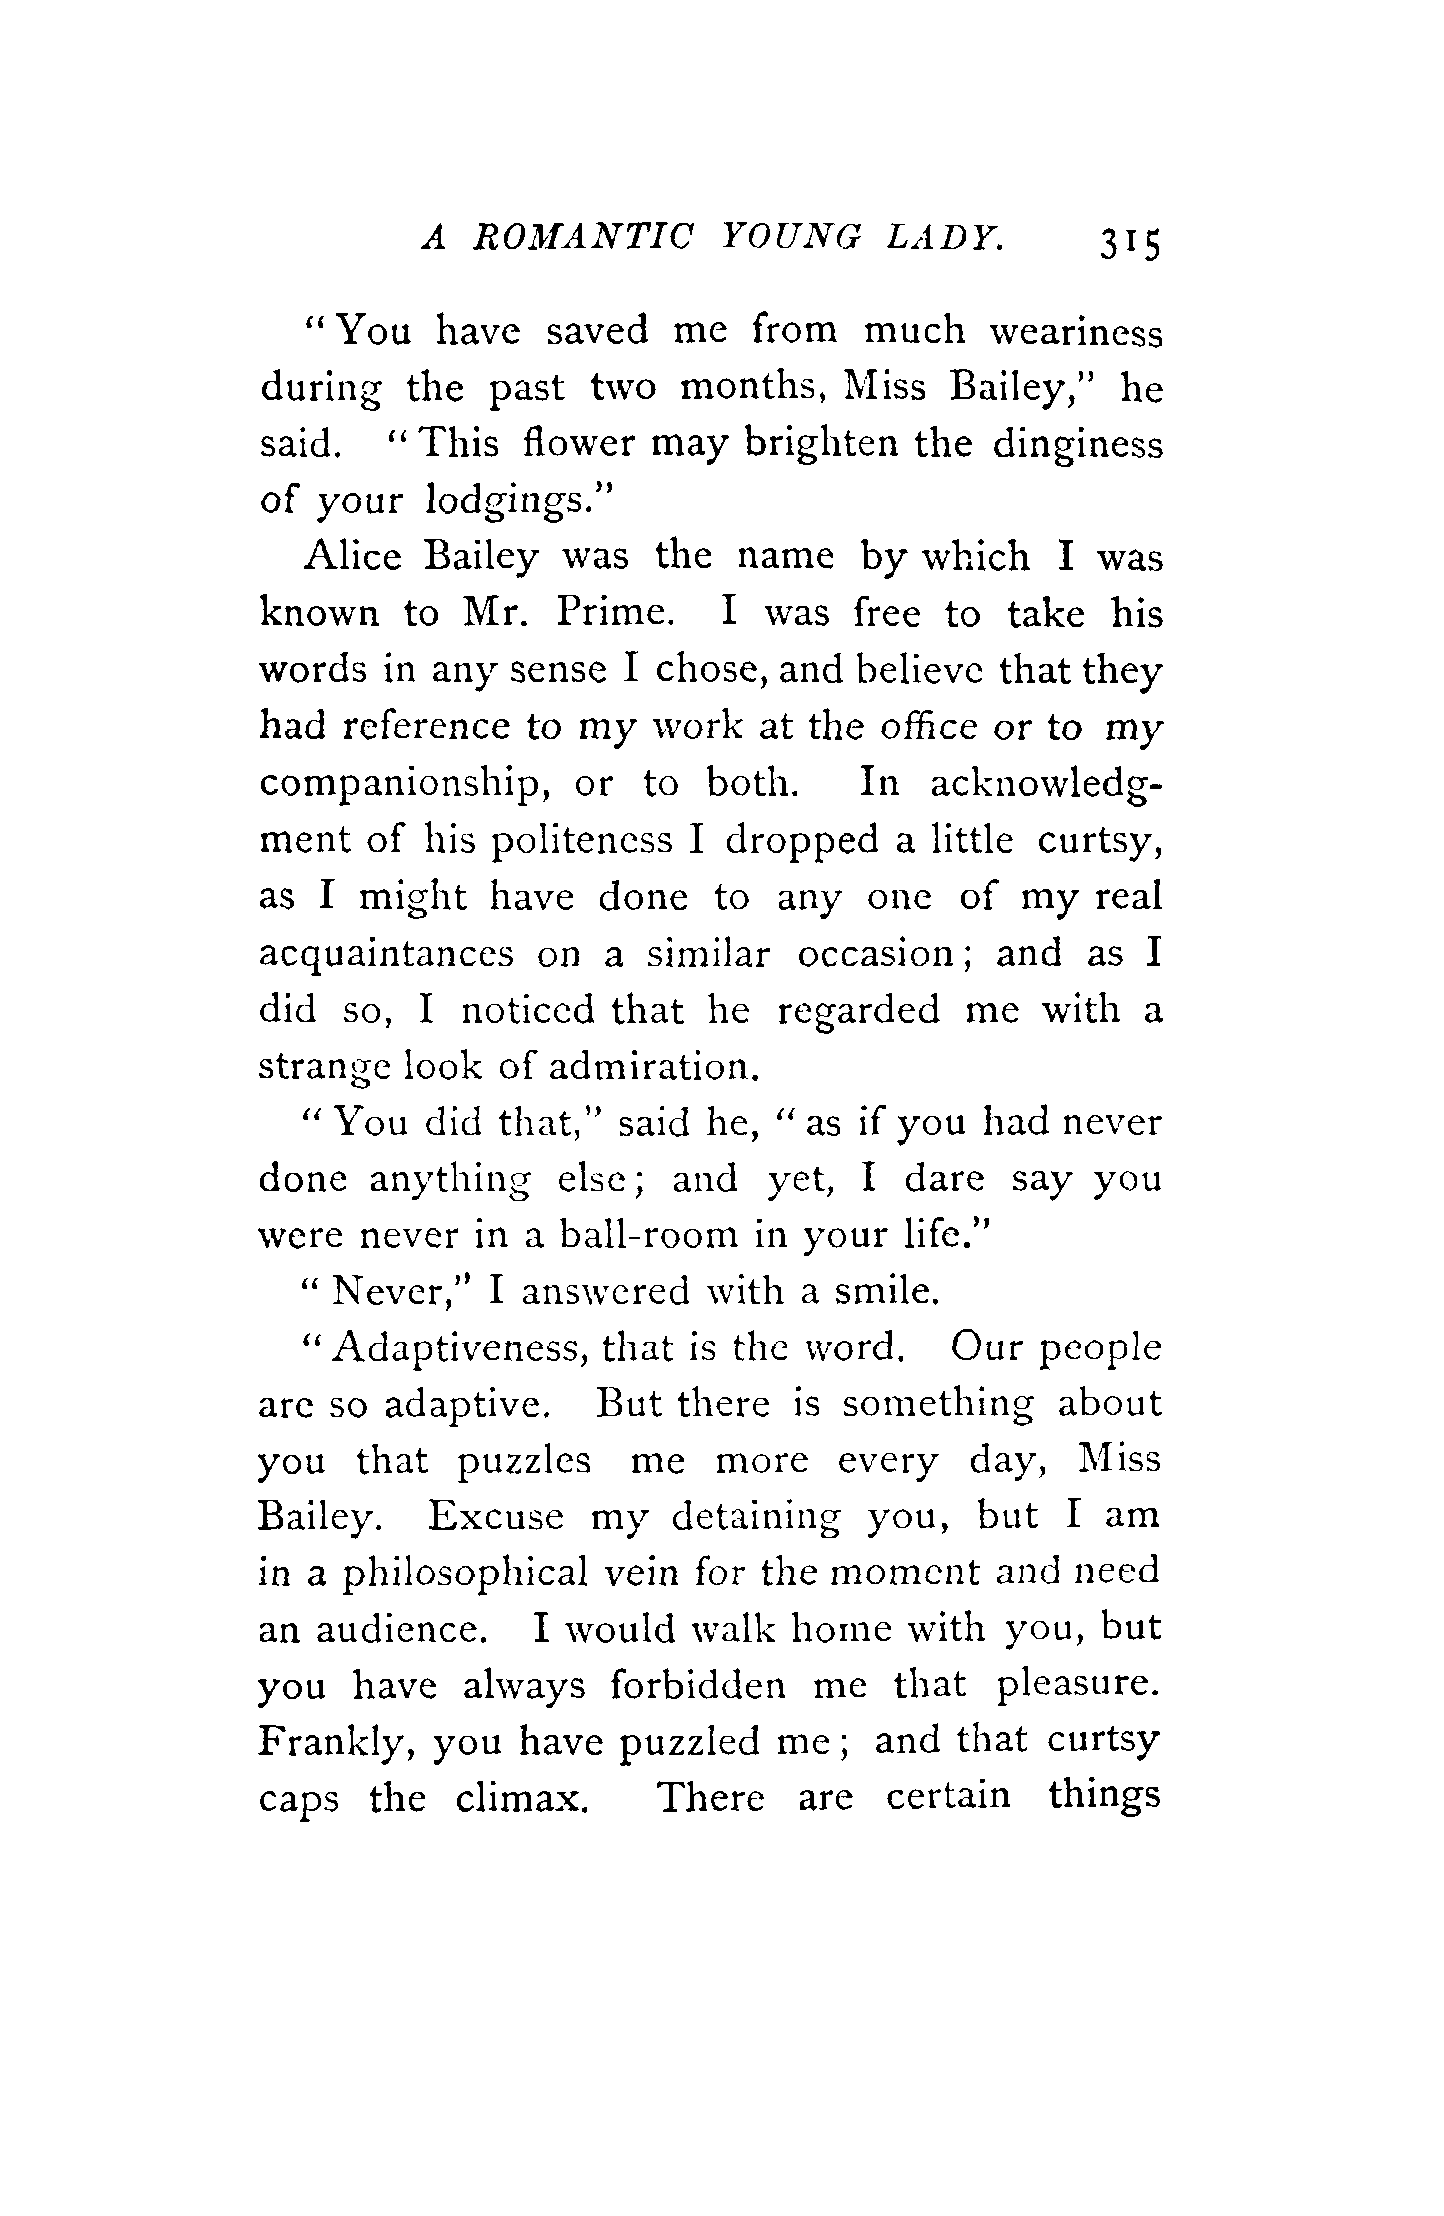 A ROMANTIC YOUNG LADY. 315
“ You have saved me from much weariness
during the past two months, Miss Bailey,” he
said. “ This flower may brighten the dinginess
of your lodgings.”
Alice Bailey was the name by which I was
known to Mr. Prime. I was free to take his
words in any sense I chose, and believe that they
had reference to my work at the office or to my
companionship, or to both. In acknowledg-
ment of his politeness I dropped a little curtsy,
as I might have done to any one of my real
acquaintances on a similar occasion ; and as I
did so, I noticed that he regarded me with a
strange look of admiration.
“ You did that,” said he, “ as if you had never
done anything else ; and yet, I dare say you
were never in a ball-room in your life.”
“ Never,” I answered with a smile.
“ Adaptiveness, that is the word. Our people
are so adaptive. But there is something about
you that puzzles me more every day, Miss
Bailey. Excuse my detaining you, but I am
in a philosophical vein for the moment and need
an audience. I would walk home with you, but
you have always forbidden me that pleasure.
Frankly, you have puzzled me ; and that curtsy
caps the climax. There are certain things